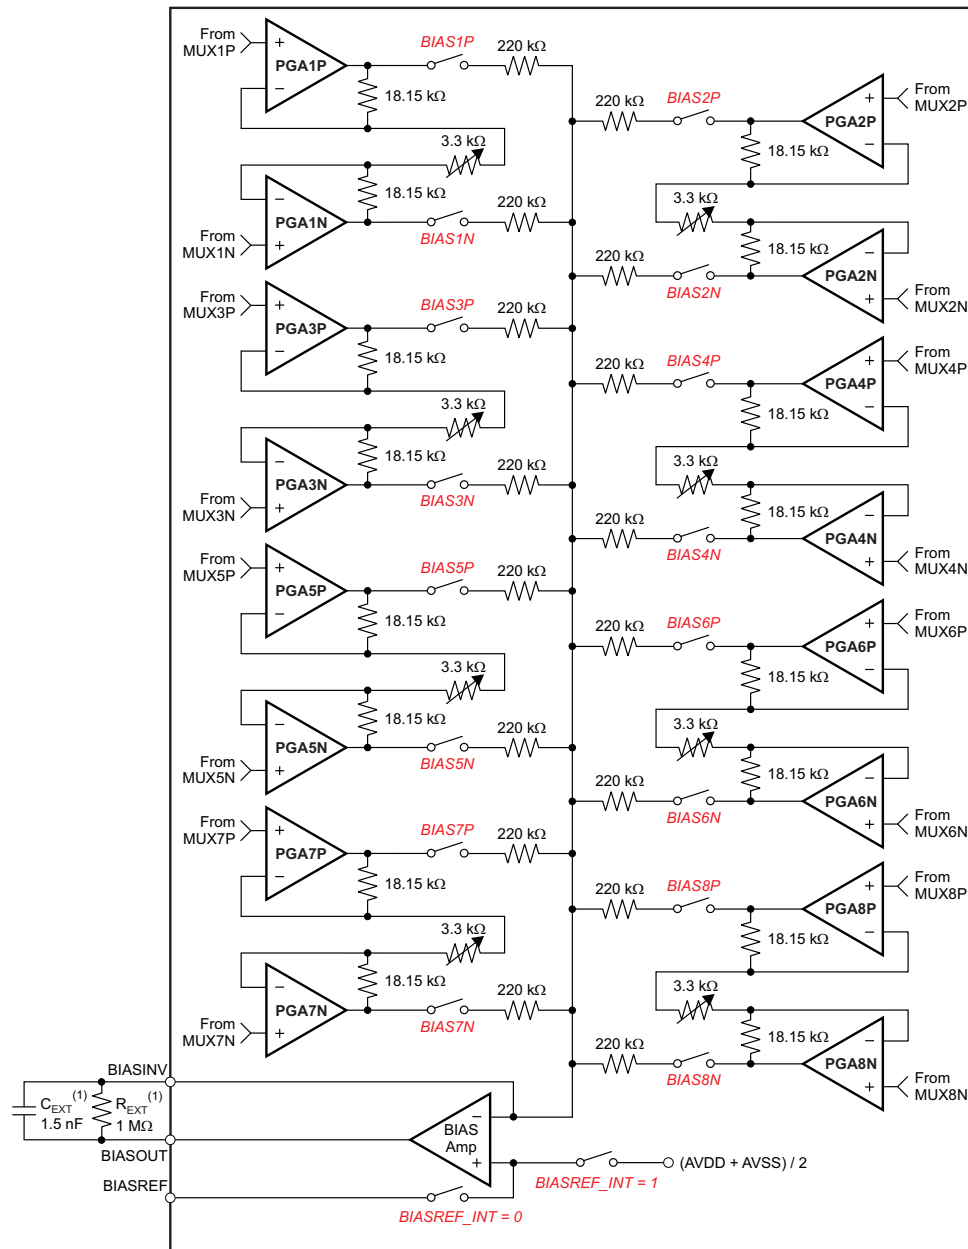 From
MUX1P
+
PGA1P
−
BIAS1P
220 kΩ
18.15 kΩ
3.3 kΩ
−
PGA1N
+
18.15 kΩ
From
MUX1N
BIAS1N
220 kΩ
From
MUX3P
+
PGA3P
−
BIAS3P
220 kΩ
18.15 kΩ
3.3 kΩ
−
PGA3N
+
18.15 kΩ
From
MUX3N
BIAS3N
220 kΩ
From
MUX5P
+
PGA5P
−
BIAS5P
220 kΩ
18.15 kΩ
3.3 kΩ
−
PGA5N
+
18.15 kΩ
From
MUX5N
BIAS5N
220 kΩ
From
MUX7P
+
PGA7P
−
BIAS7P
220 kΩ
18.15 kΩ
3.3 kΩ
−
PGA7N
+
18.15 kΩ
From
MUX7N
BIAS7N
220 kΩ
220 kΩ
BIAS2P
+
PGA2P
−
From
MUX2P
18.15 kΩ
3.3 kΩ
18.15 kΩ
−
PGA2N
+
220 kΩ
BIAS2N
From
MUX2N
220 kΩ
BIAS4P
+
PGA4P
−
From
MUX4P
18.15 kΩ
3.3 kΩ
18.15 kΩ
−
PGA4N
+
220 kΩ
BIAS4N
From
MUX4N
220 kΩ
BIAS6P
+
PGA6P
−
From
MUX6P
18.15 kΩ
3.3 kΩ
18.15 kΩ
−
PGA6N
+
220 kΩ
BIAS6N
From
MUX6N
220 kΩ
BIAS8P
+
PGA8P
−
From
MUX8P
18.15 kΩ
3.3 kΩ
18.15 kΩ
−
PGA8N
+
220 kΩ
BIAS8N
From
MUX8N
BIASINV
CEXT(1)
1.5 nF
REXT(1)
1 MΩ
BIASOUT
BIASREF
−
BIAS
Amp
+
(AVDD + AVSS) / 2
BIASREF_INT = 1
BIASREF_INT = 0